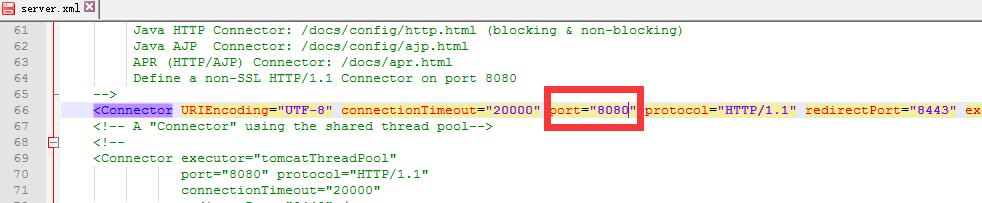 server.xml
61 Java HTTP Connector: /docs/config/http.html (blocking & non-blocking)
62 Java AJP  Connector: /docs/config/ajp.html
63 APR (HTTP/AJP) Connector: /docs/apr.html
64 Define a non-SSL HTTP/1.1 Connector on port 8080
65 -->
66 <Connector URIEncoding="UTF-8" connectionTimeout="20000" port="8080" protocol="HTTP/1.1" redirectPort="8443" ex
67 <!-- A "Connector" using the shared thread pool-->
68 <!--
69 <Connector executor="tomcatThreadPool"
70 port="8080" protocol="HTTP/1.1"
71 connectionTimeout="20000"